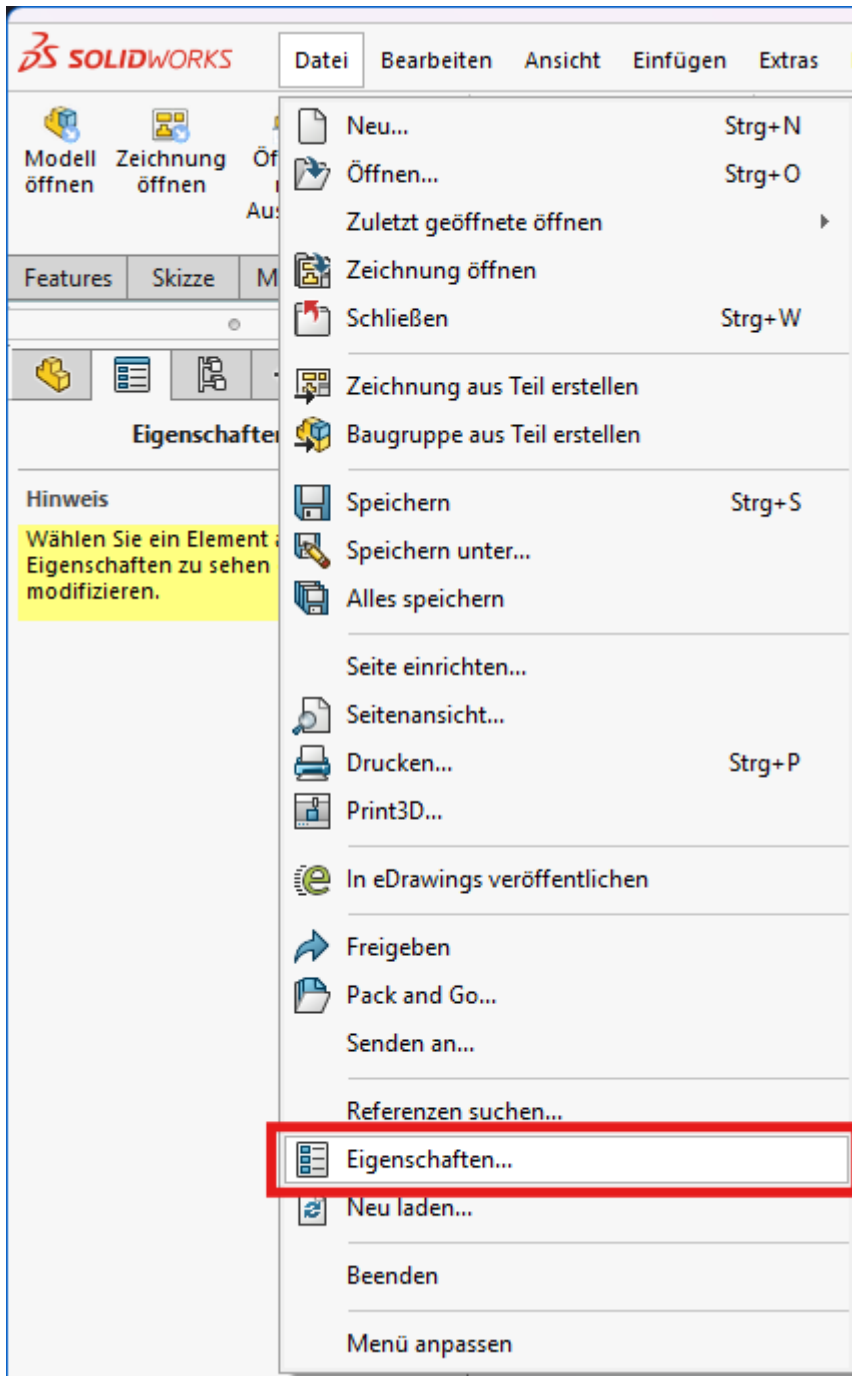 SOLIDWORKS
Datei Bearbeiten Ansicht Einfügen Extras
Modell öffnen
Zeichnung öffnen
Features Skizze
Eigenschaften
Hinweis
Wählen Sie ein Element
Eigenschaften zu sehen
modifizieren.
Neu... Strg+N
Öffnen... Strg+O
Zuletzt geöffnete öffnen
Zeichnung öffnen
Schließen Strg+W
Zeichnung aus Teil erstellen
Baugruppe aus Teil erstellen
Speichern Strg+S
Speichern unter...
Alles speichern
Seite einrichten...
Seitenansicht...
Drucken... Strg+P
Print3D...
In eDrawings veröffentlichen
Freigeben
Pack and Go...
Senden an...
Referenzen suchen...
Eigenschaften...
Neu laden...
Beenden
Menü anpassen